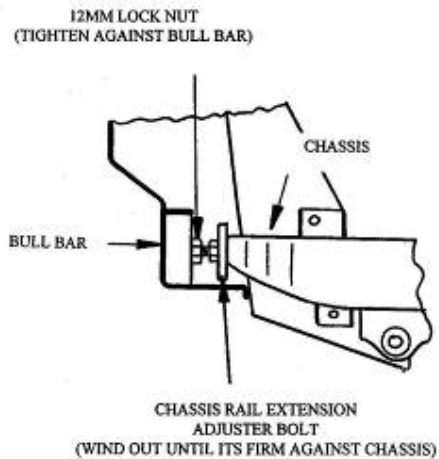 12MM LOCK NUT
(TIGHTEN AGAINST BULL BAR)
CHASSIS
BULL BAR
CHASSIS RAIL EXTENSION
ADJUSTER BOLT
(WIND OUT UNTIL ITS FIRM AGAINST CHASSIS)